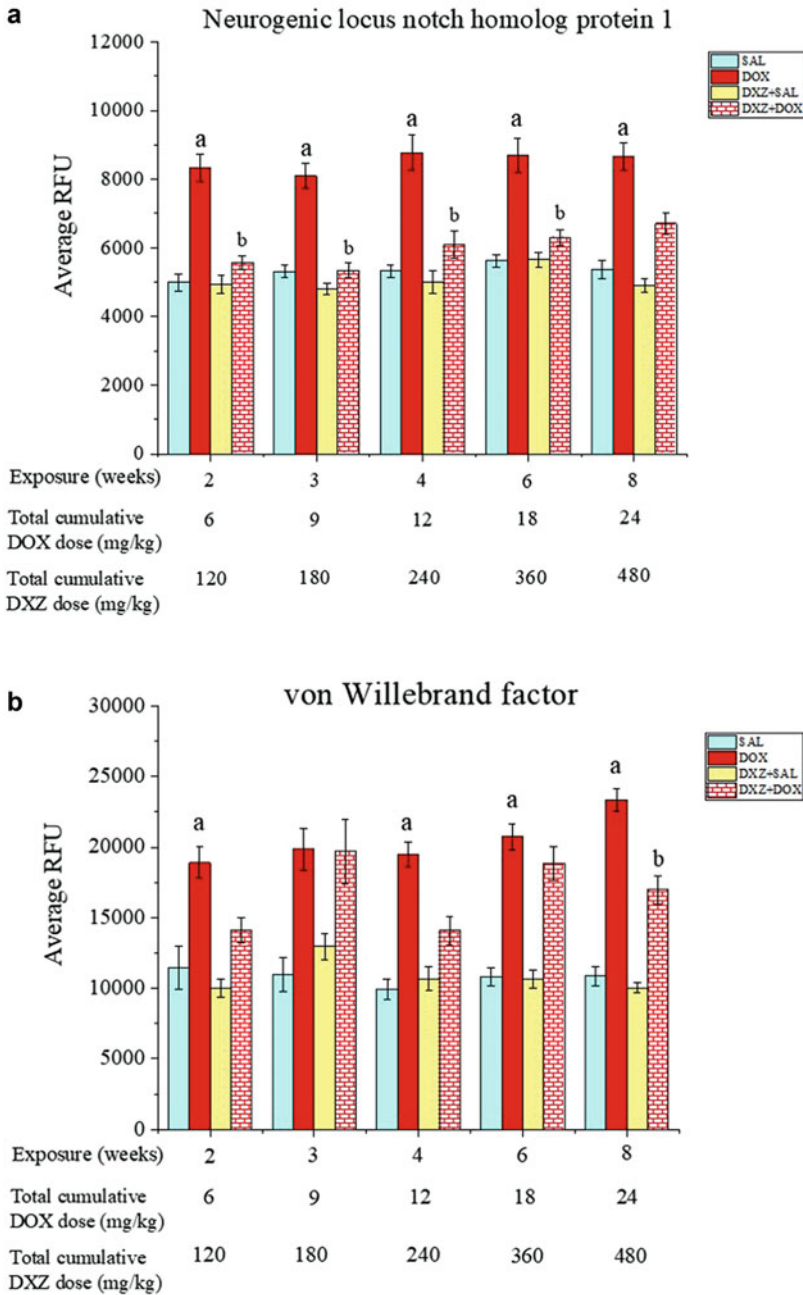 a
Neurogenic locus notch homolog protein 1
SAL
DOX
DXZ+SAL
DXZ+DOX
Average RFU
12000
10000
8000
6000
4000
2000
0
a a a a a
b b b b
Exposure (weeks) 2 3 4 6 8
Total cumulative
DOX dose (mg/kg) 6 9 12 18 24
Total cumulative
DXZ dose (mg/kg) 120 180 240 360 480
b
von Willebrand factor
SAL
DOX
DXZ+SAL
DXZ+DOX
Average RFU
30000
25000
20000
15000
10000
5000
0
a a a a
b
Exposure (weeks) 2 3 4 6 8
Total cumulative
DOX dose (mg/kg) 6 9 12 18 24
Total cumulative
DXZ dose (mg/kg) 120 180 240 360 480